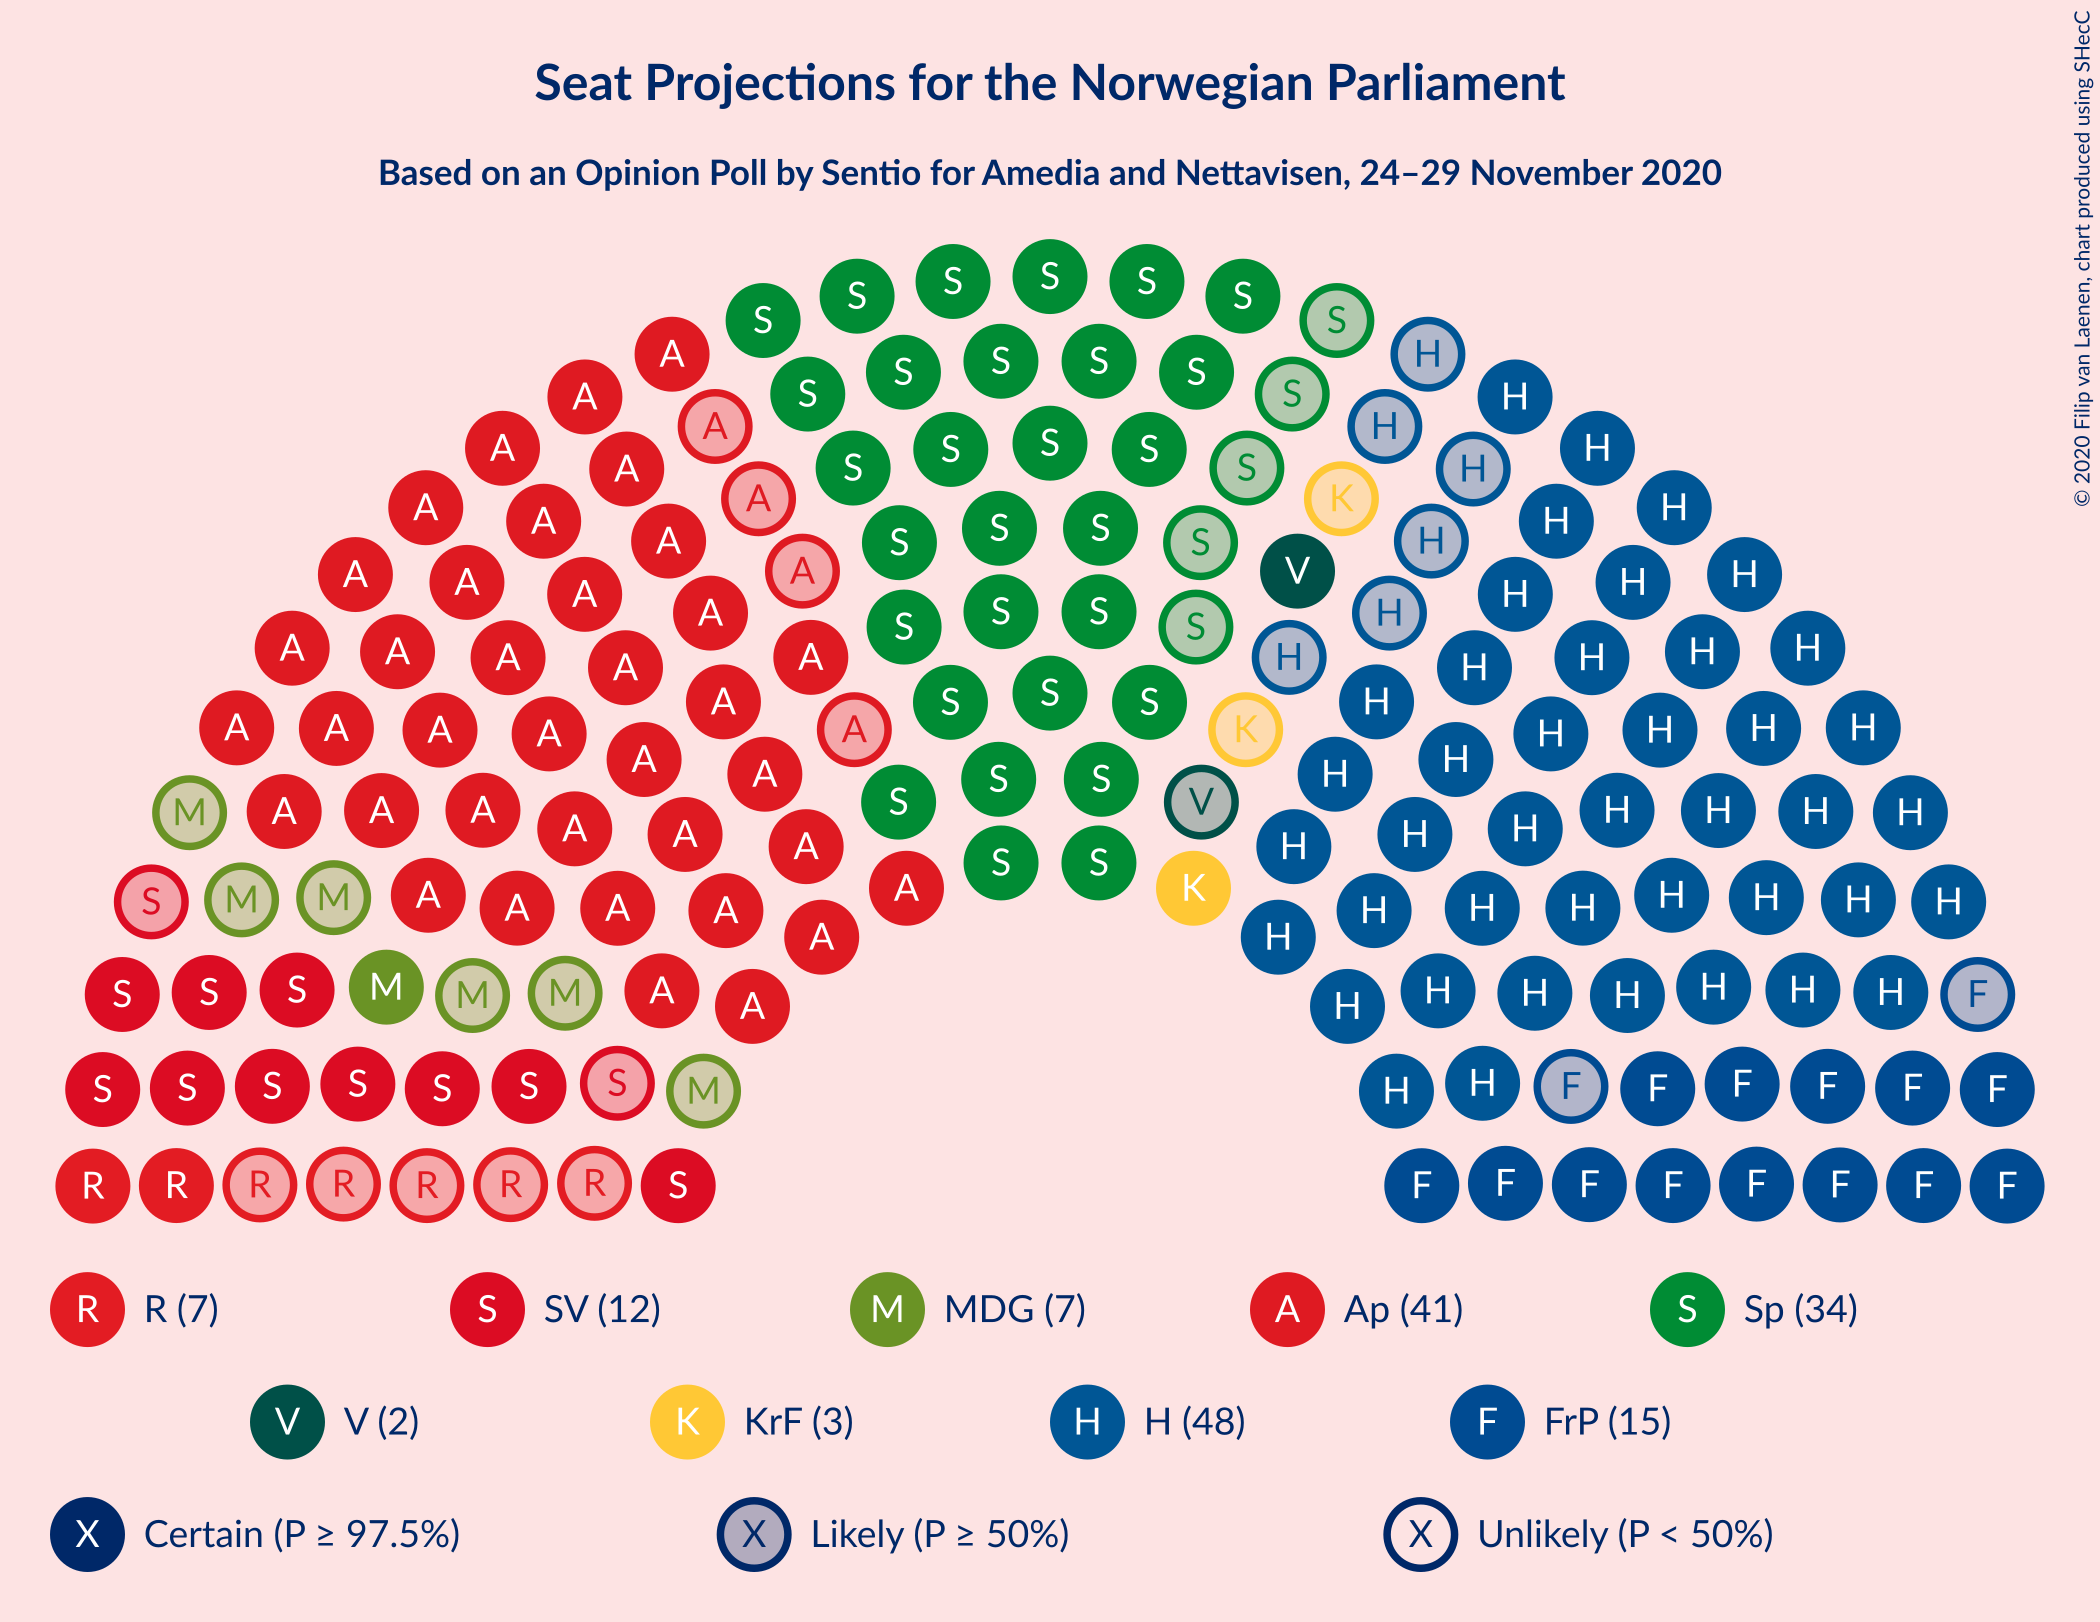 Seat Projections for the Norwegian Parliament
Based on an Opinion Poll by Sentio for Amedia and Nettavisen, 24–29 November 2020
© 2020 Filip van Laenen, chart produced using SHecC
S S S S S S S
A S S S S S S H
A A S S S S S H H
A A A S S S S K H H
A A A A S S S S V H H H
A A A A A S S S H H H H
A A A A A S S S K H H H H
A A A A A A S S S V H H H H H
M A A A A A A S S K H H H H H H
S M M A A A A A H H H H H H H H
S S S M M M A A H H H H H H H F
S S S S S S S M H H F F F F F F
R R R R R R R S F F F F F F F F
R R (7) S SV (12) M MDG (7) A Ap (41) S Sp (34)
V V (2) K KrF (3) H H (48) F FrP (15)
X Certain (P ≥ 97.5%) X Likely (P ≥ 50%) X Unlikely (P < 50%)